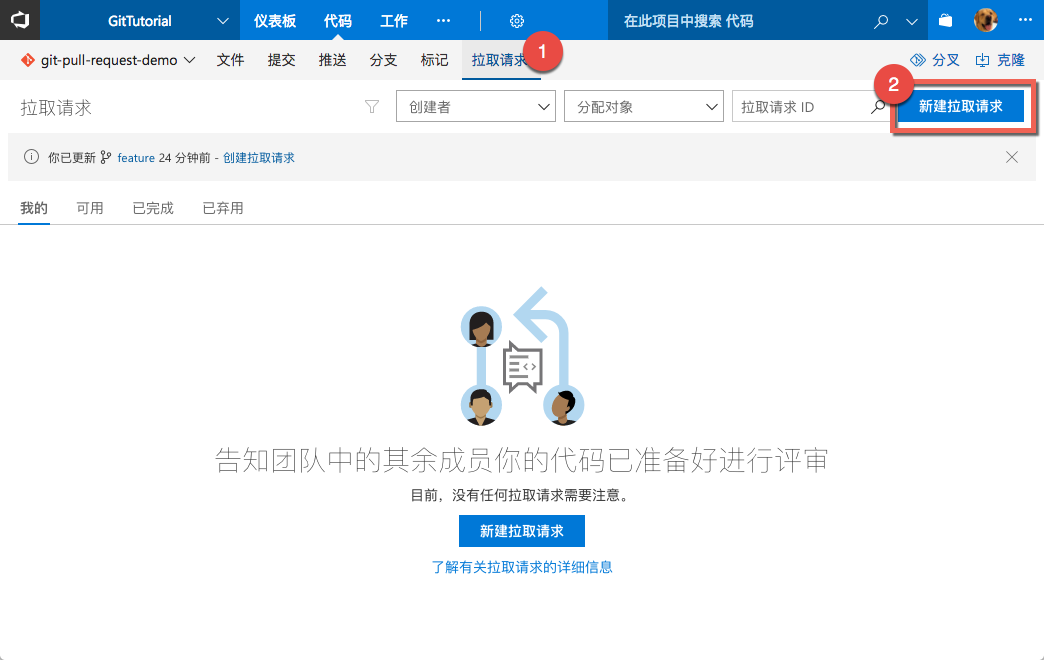 GitTutorial 仪表板 代码 工作 ··· 在此项目中搜索 代码 ···
git-pull-request-demo 文件 提交 推送 分支 标记 拉取请求 1 分叉 克隆
拉取请求 创建者 分配对象 拉取请求 ID 2 新建拉取请求
你已更新 feature 24 分钟前 - 创建拉取请求
我的 可用 已完成 已弃用
告知团队中的其余成员你的代码已准备好进行评审
目前，没有任何拉取请求需要注意。
新建拉取请求
了解有关拉取请求的详细信息